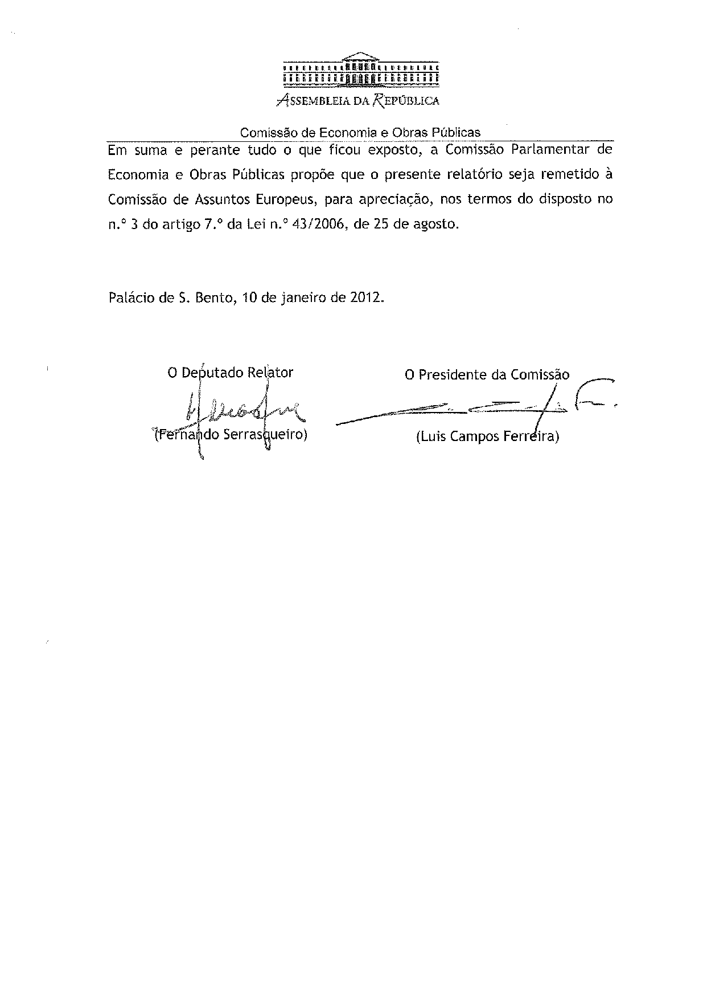 ASSEMBLEIA DA REPÚBLICA
Comissão de Economia e Obras Públicas
Em suma e perante tudo o que ficou exposto, a Comissão Parlamentar de
Economia e Obras Públicas propõe que o presente relatório seja remetido à
Comissão de Assuntos Europeus, para apreciação, nos termos do disposto no
n.º 3 do artigo 7.º da Lei n.º 43/2006, de 25 de agosto.
Palácio de S. Bento, 10 de janeiro de 2012.
O Deputado Relator
O Presidente da Comissão
(Fernando Serrasqueiro)
(Luis Campos Ferreira)